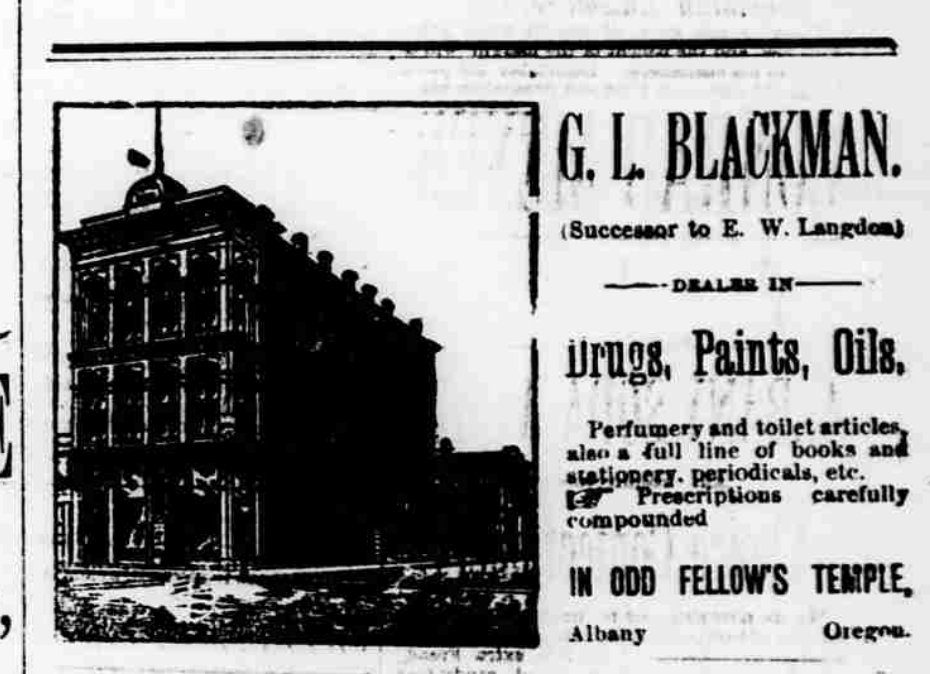 G. L. BLACKMAN.
(Successor to E. W. Langdon)
DEALER IN
Drugs, Paints, Oils,
Perfumery and toilet articles,
also a full line of books and
stationery, periodicals, etc.
☞ Prescriptions carefully
compounded
IN ODD FELLOW'S TEMPLE,
Albany Oregon.